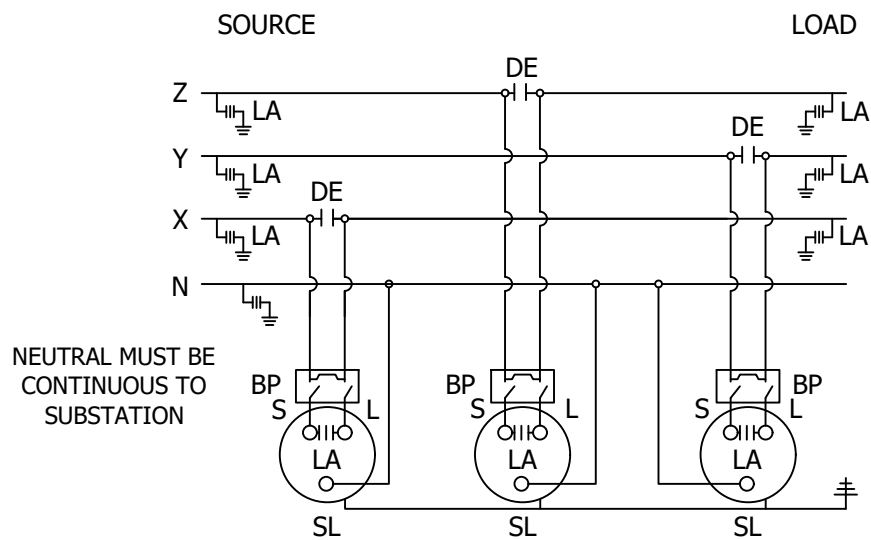 SOURCE LOAD
DE
Z
LA LA
DE
Y
LA
DE
X
LA LA
N
NEUTRAL MUST BE
CONTINUOUS TO
SUBSTATION
BP BP BP
S L S L S L
LA LA LA
SL SL SL